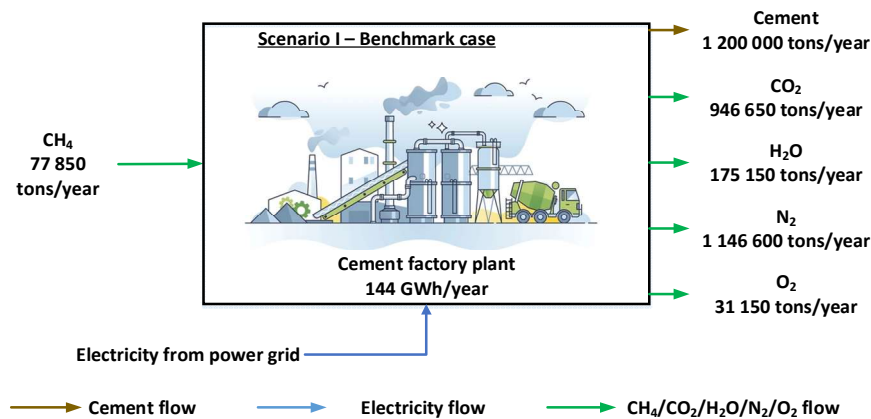 Scenario I – Benchmark case
CH₄
77 850
tons/year
Cement factory plant
144 GWh/year
Electricity from power grid
Cement
1 200 000 tons/year
CO₂
946 650 tons/year
H₂O
175 150 tons/year
N₂
1 146 600 tons/year
O₂
31 150 tons/year
Cement flow
Electricity flow
CH₄/CO₂/H₂O/N₂/O₂ flow